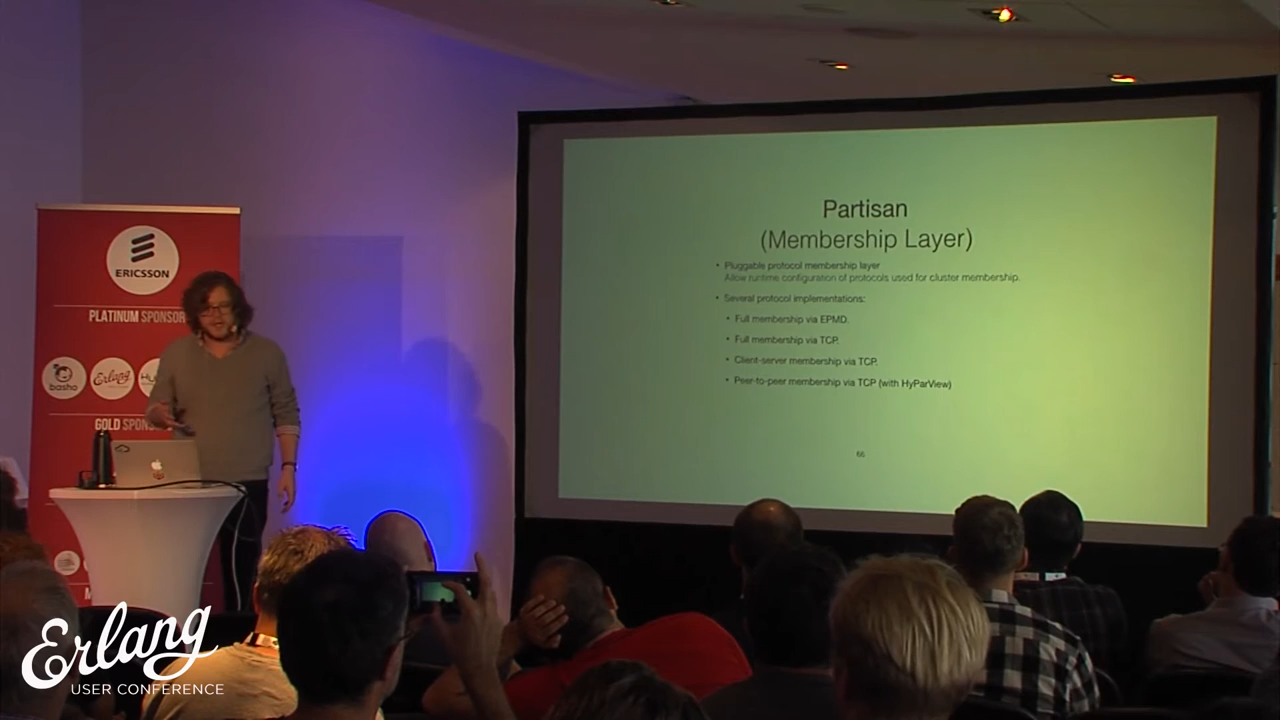 ERICSSON
PLATINUM SPONSOR
basho
Erlang
GOLD SPONS
Partisan
(Membership Layer)
• Pluggable protocol membership layer
Allow runtime configuration of protocols used for cluster membership.
• Several protocol implementations:
• Full membership via EPMD.
• Full membership via TCP.
• Client-server membership via TCP.
• Peer-to-peer membership via TCP (with HyParView)
66
Erlang
USER CONFERENCE